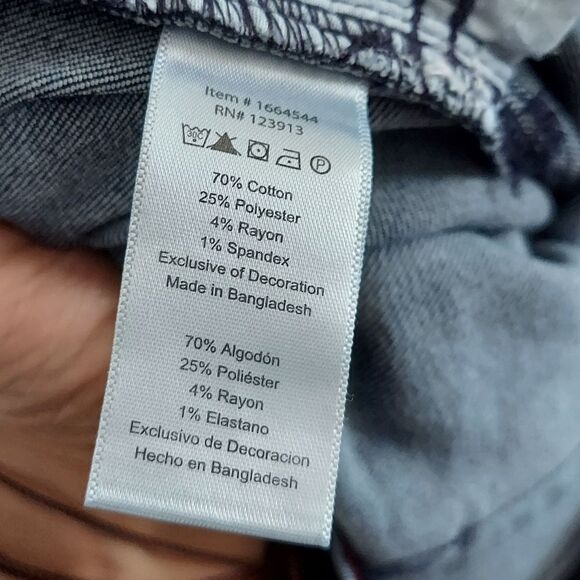 Item # 1664544
RN# 123913
30C
P
70% Cotton
25% Polyester
4% Rayon
1% Spandex
Exclusive of Decoration
Made in Bangladesh
70% Algodón
25% Poliéster
4% Rayon
1% Elastano
Exclusivo de Decoracion
Hecho en Bangladesh